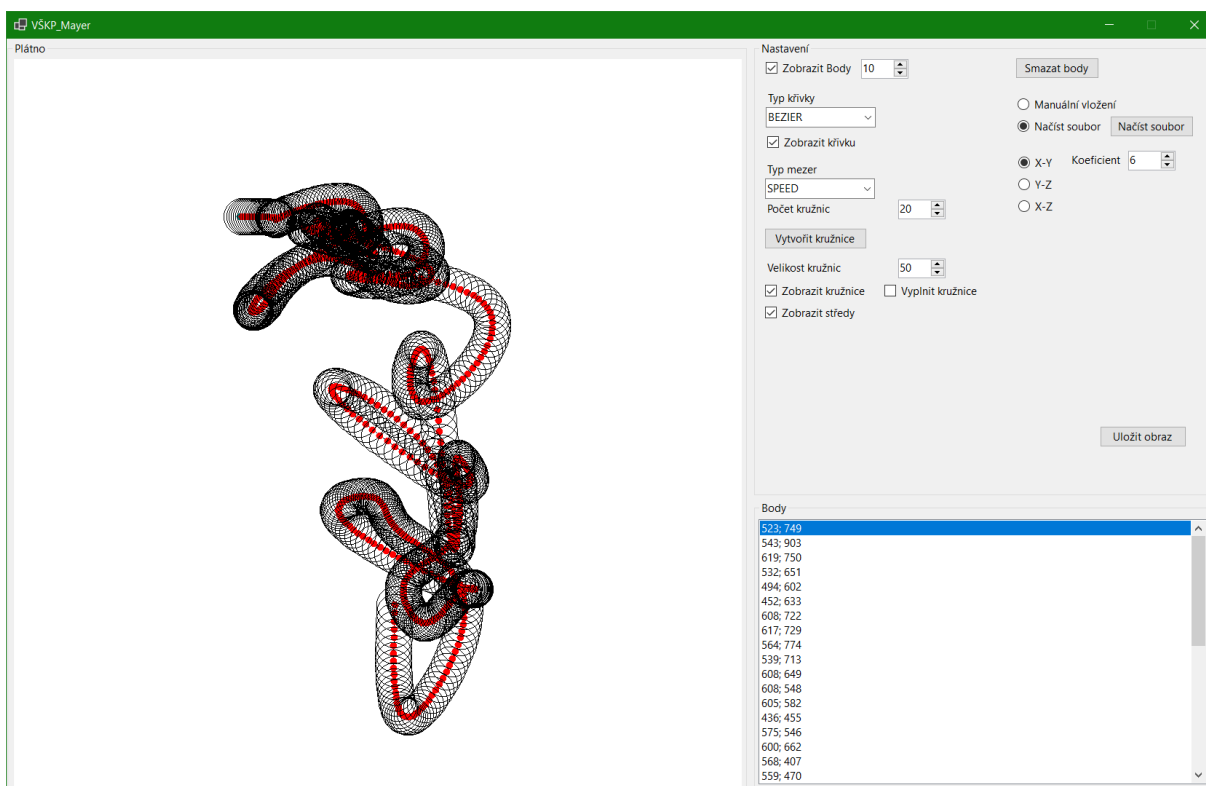 VŠKP_Mayer
Plátno
Nastavení
Zobrazit Body 10
Smazat body
Typ křivky
BEZIER
Manuální vložení
Načíst soubor Načíst soubor
Zobrazit křivku
X-Y Koeficient 6
Typ mezer
SPEED
Y-Z
Počet kružnic 20
X-Z
Vytvořit kružnice
Velikost kružnic 50
Zobrazit kružnice Vyplnit kružnice
Zobrazit středy
Uložit obraz
Body
523; 749
543; 903
619; 750
532; 651
494; 602
452; 633
608; 722
617; 729
564; 774
539; 713
608; 649
608; 548
605; 582
436; 455
575; 546
600; 662
568; 407
559; 470